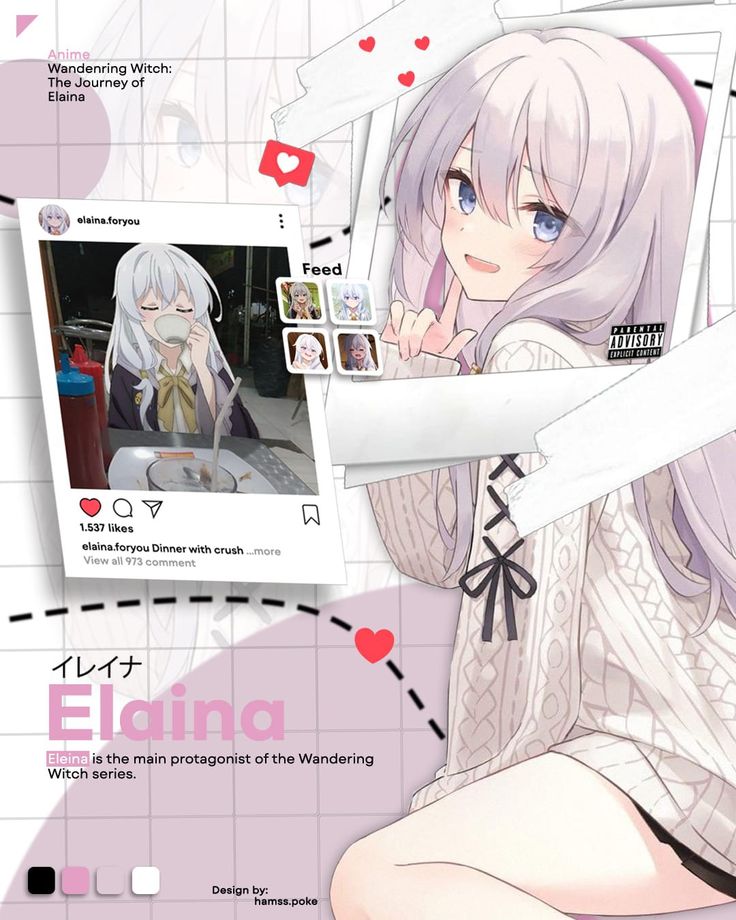 Anime
Wandenring Witch:
The Journey of
Elaina
elaina.foryou
Feed
PARENTAL
ADVISORY
EXPLICIT CONTENT
1.537 likes
elaina.foryou Dinner with crush ...more
View all 973 comment
イレイナ
Elaina
Eleina is the main protagonist of the Wandering
Witch series.
Design by:
hamss.poke